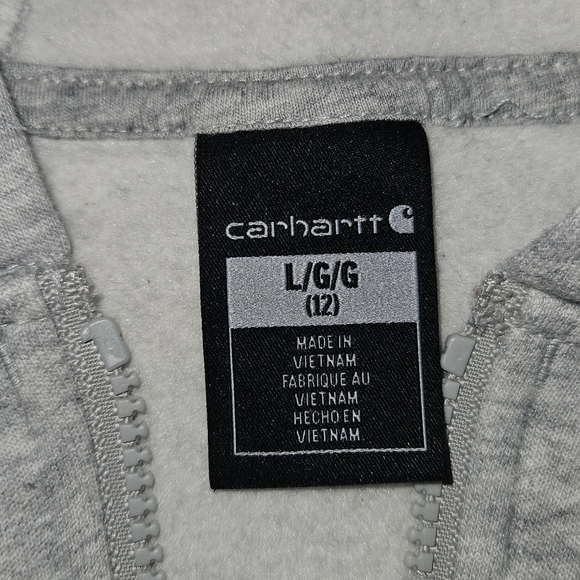 carhartt
L/G/G
(12)
MADE IN
VIETNAM
FABRIQUE AU
VIETNAM
HECHO EN
VIETNAM